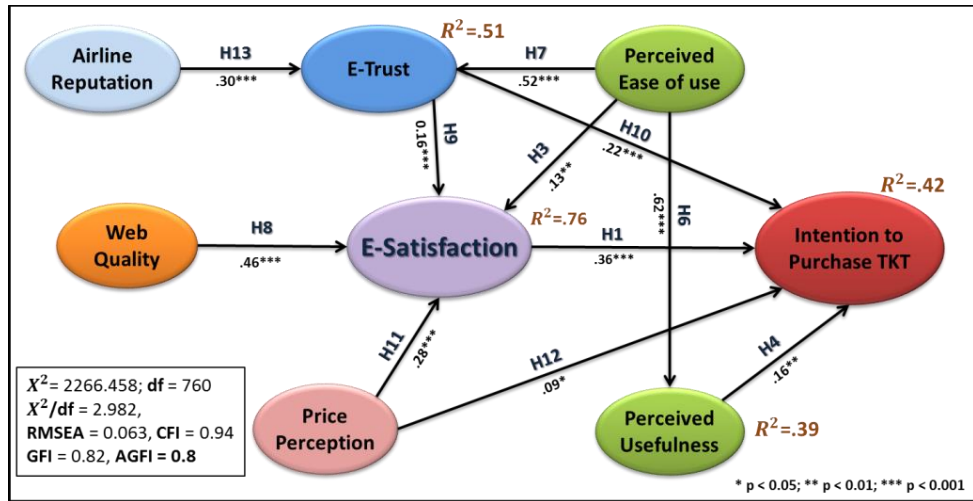 Airline
Reputation
H13
.30***
E-Trust
R²=.51
H7
.52***
Perceived
Ease of use
H9
0.16***
H3
.13**
H10
.22***
H6
.62***
R²=.42
Web
Quality
H8
.46***
E-Satisfaction
R²=.76
H1
.36***
Intention to
Purchase TKT
H11
.28***
H12
.09*
H4
.16**
X²= 2266.458; df = 760
X²/df = 2.982,
RMSEA = 0.063, CFI = 0.94
GFI = 0.82, AGFI = 0.8
Price
Perception
Perceived
Usefulness
R²=.39
* p < 0.05; ** p < 0.01; *** p < 0.001